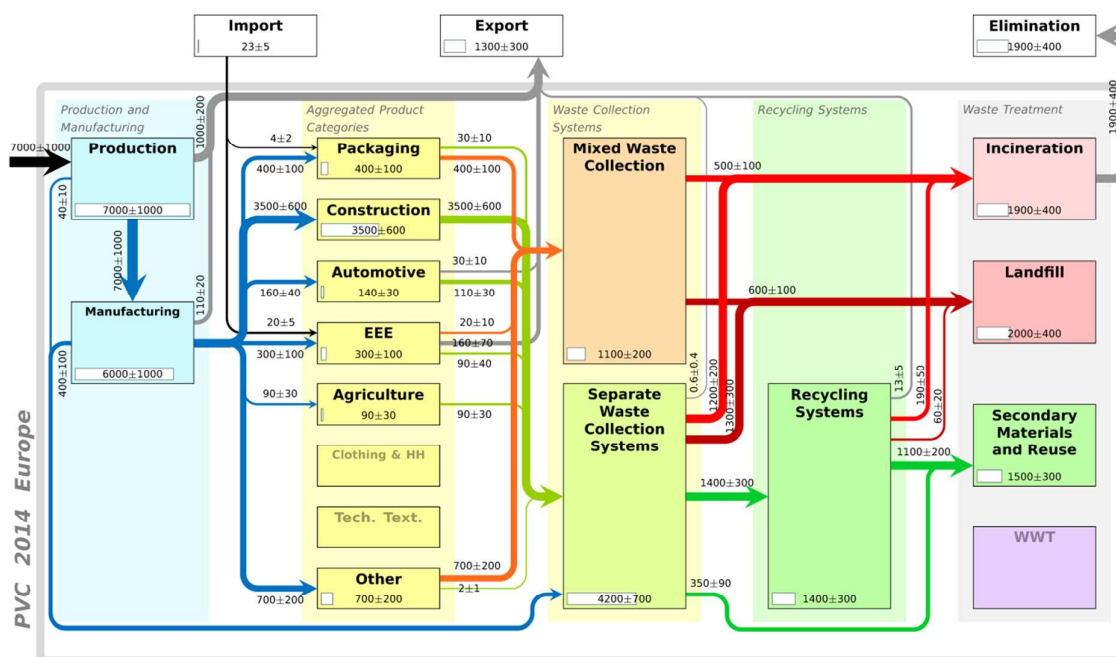 Import
23±5
Export
1300±300
Elimination
1900±400
Production and
Manufacturing
Aggregated Product
Categories
Waste Collection
Systems
Recycling Systems
Waste Treatment
7000±1000
Production
7000±1000
1000±200
40±10
7000±1000
Manufacturing
6000±1000
110±20
400±100
4±2
400±100
Packaging
400±100
30±10
400±100
3500±600
Construction
3500±600
3500±600
160±40
Automotive
140±30
30±10
110±30
20±5
300±100
EEE
300±100
20±10
160±70
90±40
90±30
Agriculture
90±30
90±30
Clothing & HH
Tech. Text.
700±200
Other
700±200
700±200
2±1
Mixed Waste
Collection
1100±200
500±100
600±100
Separate
Waste
Collection
Systems
4200±700
0.6±0.4
1200±200
1300±300
1400±300
350±90
Recycling
Systems
1400±300
13±5
190±50
60±20
1100±200
Incineration
1900±400
1900±400
Landfill
2000±400
Secondary
Materials
and Reuse
1500±300
WWT
PVC 2014 Europe